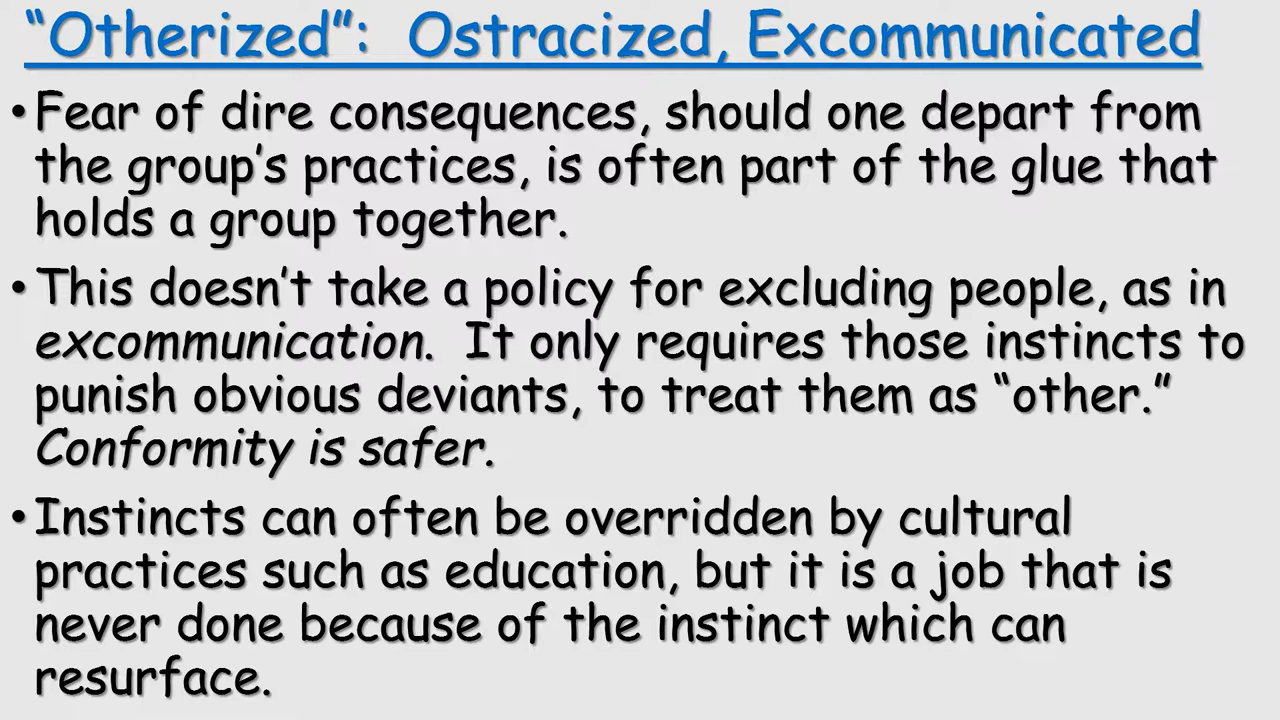 “Otherized”:  Ostracized, Excommunicated
•Fear of dire consequences, should one depart from
the group’s practices, is often part of the glue that
holds a group together.
•This doesn’t take a policy for excluding people, as in
excommunication.  It only requires those instincts to
punish obvious deviants, to treat them as “other.”
Conformity is safer.
•Instincts can often be overridden by cultural
practices such as education, but it is a job that is
never done because of the instinct which can
resurface.